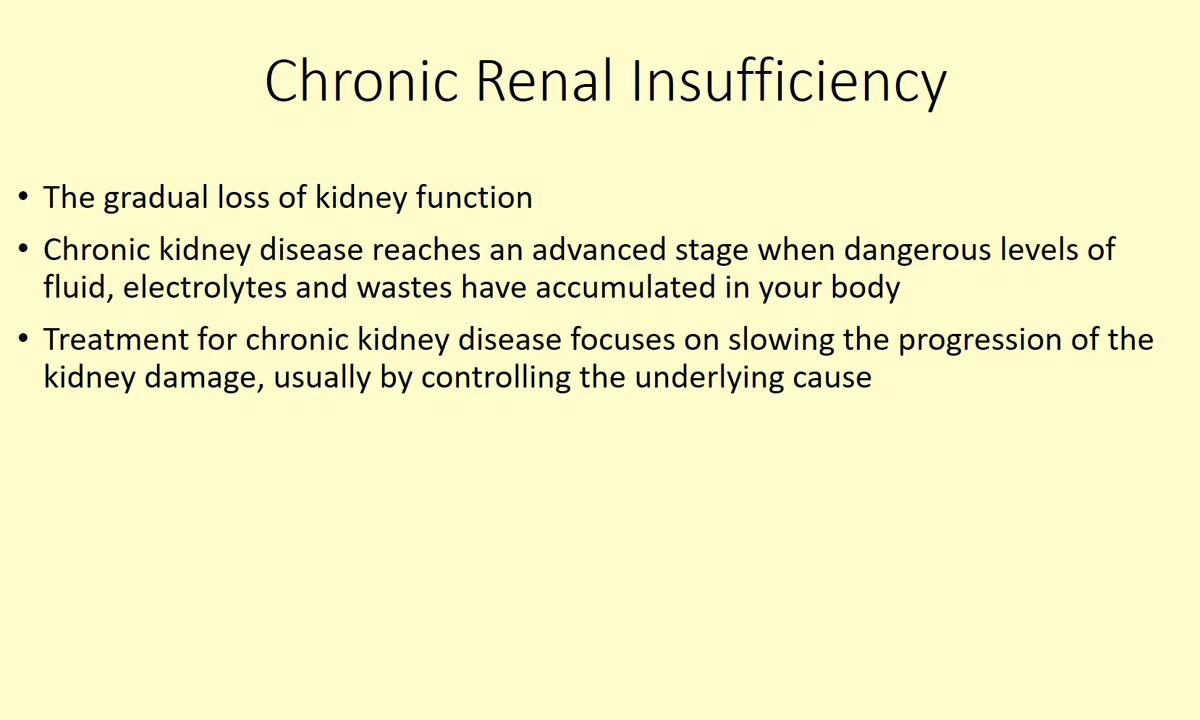 Chronic Renal Insufficiency
• The gradual loss of kidney function
• Chronic kidney disease reaches an advanced stage when dangerous levels of
fluid, electrolytes and wastes have accumulated in your body
• Treatment for chronic kidney disease focuses on slowing the progression of the
kidney damage, usually by controlling the underlying cause